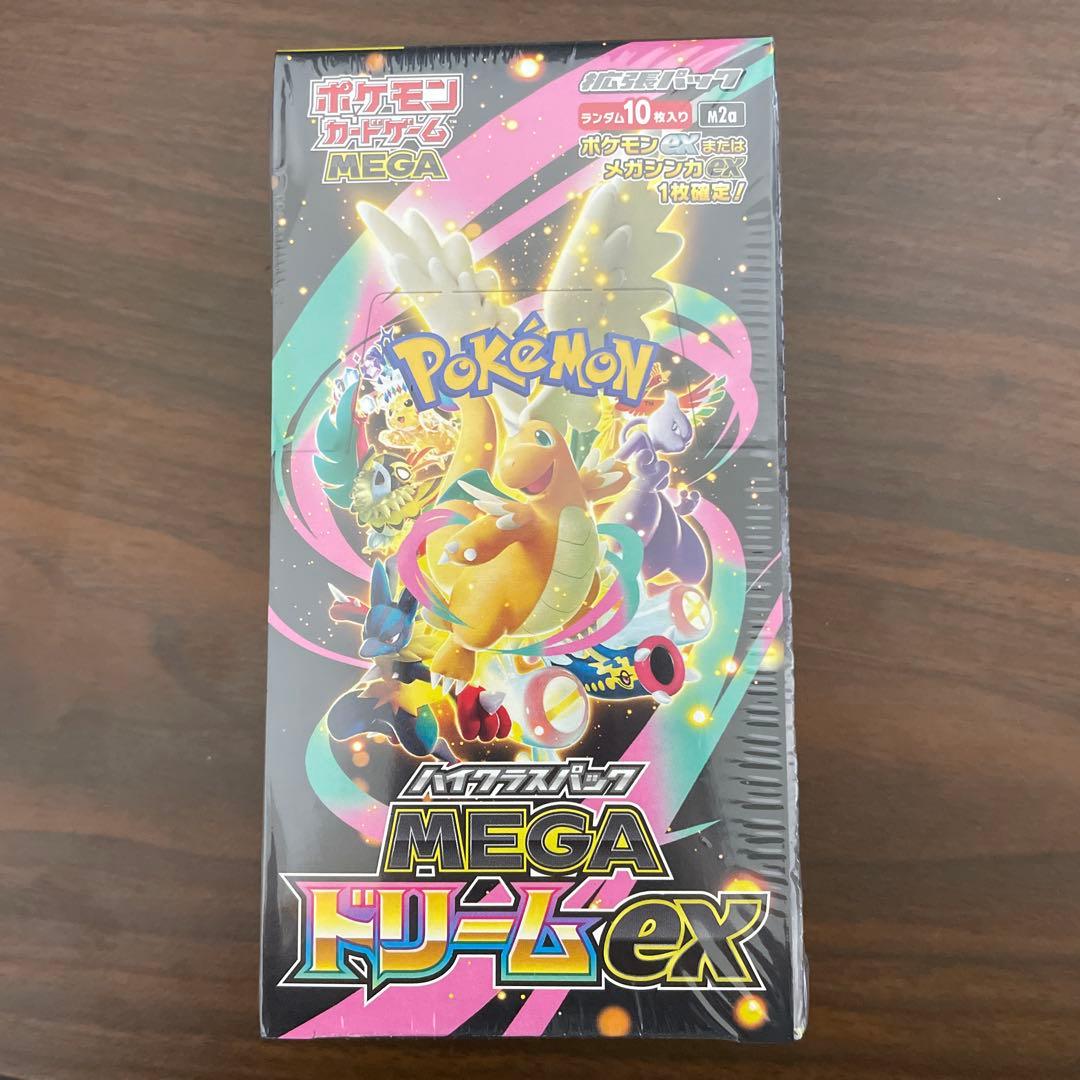 ポケモン
カードゲーム™
MEGA
拡張パック
ランダム10枚入り M2a
ポケモンexまたは
メガシンカex
1枚確定!
POKéMON™
ハイクラスパック
MEGA
ドリームex